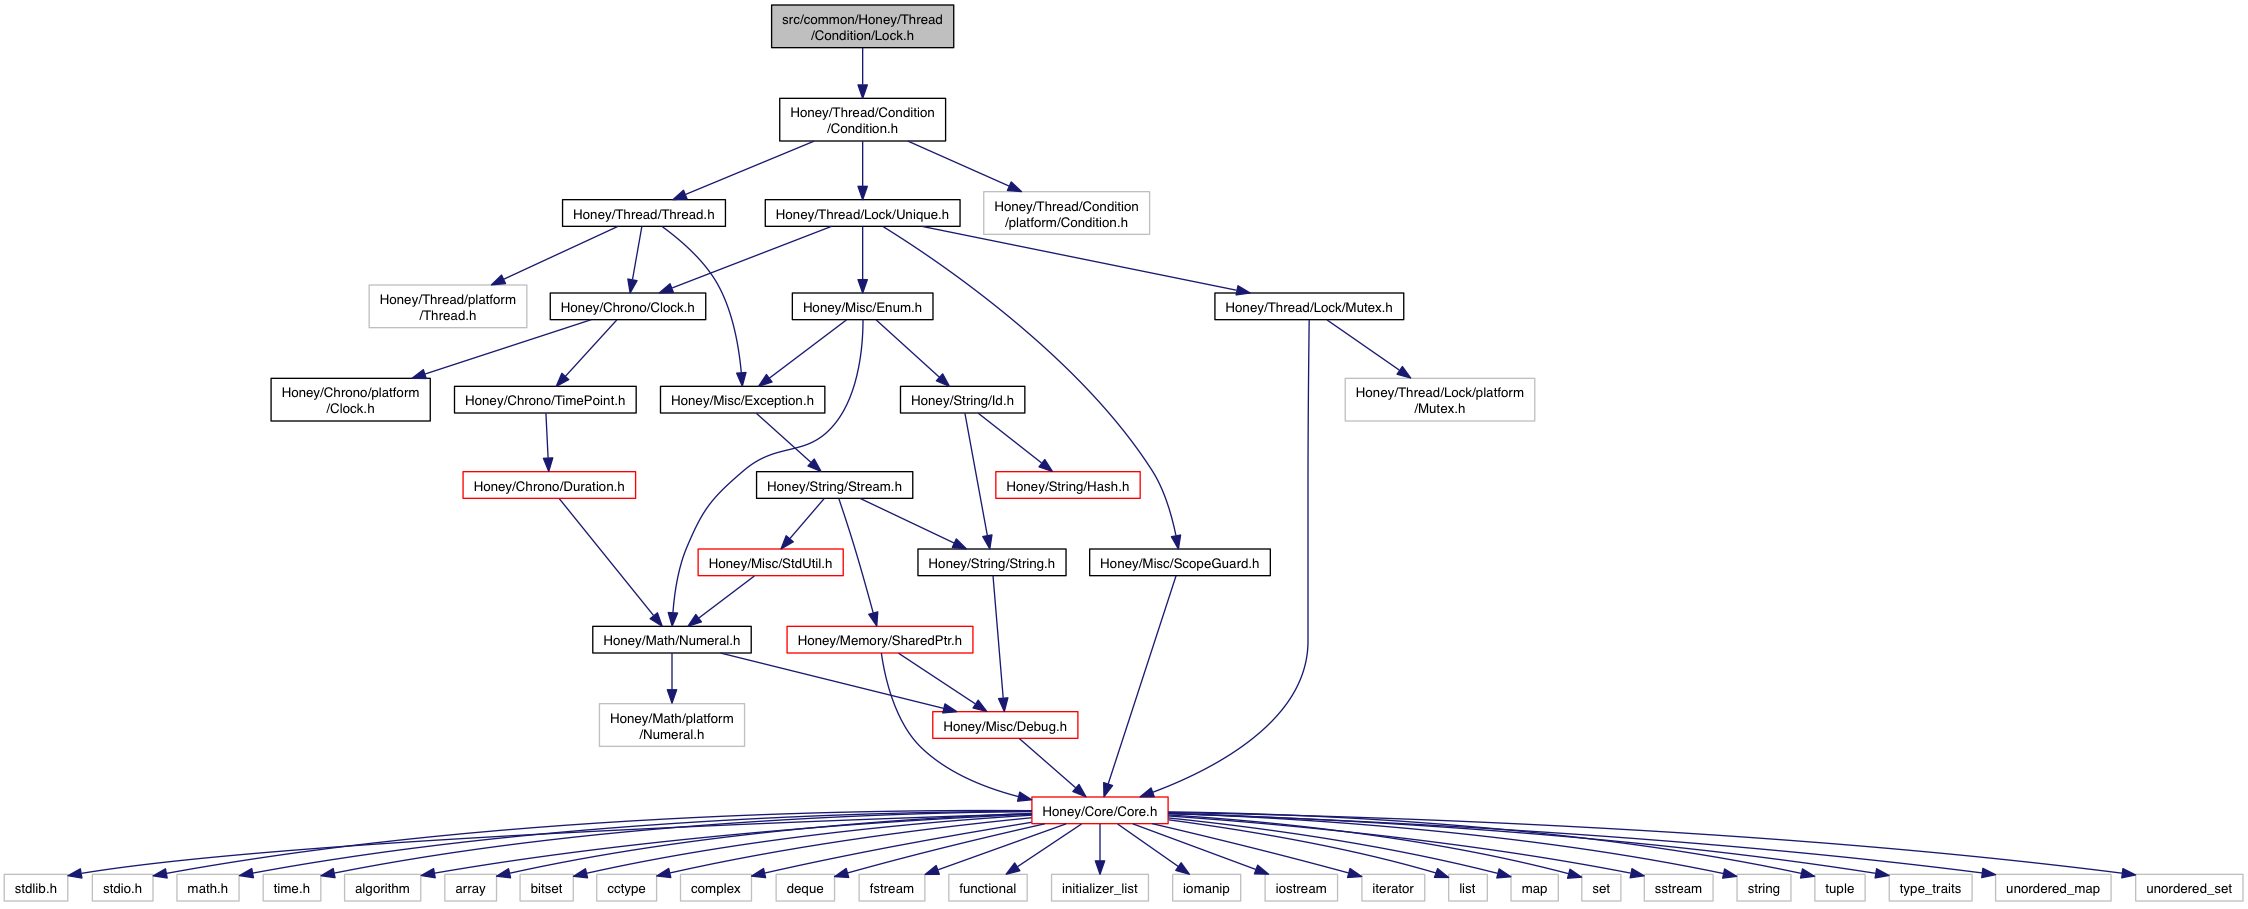 src/common/Honey/Thread
/Condition/Lock.h
Honey/Thread/Condition
/Condition.h
Honey/Thread/Thread.h
Honey/Thread/Lock/Unique.h
Honey/Thread/Condition
/platform/Condition.h
Honey/Thread/platform
/Thread.h
Honey/Chrono/Clock.h
Honey/Misc/Enum.h
Honey/Thread/Lock/Mutex.h
Honey/Chrono/platform
/Clock.h
Honey/Chrono/TimePoint.h
Honey/Misc/Exception.h
Honey/String/Id.h
Honey/Thread/Lock/platform
/Mutex.h
Honey/Chrono/Duration.h
Honey/String/Stream.h
Honey/String/Hash.h
Honey/Misc/StdUtil.h
Honey/String/String.h
Honey/Misc/ScopeGuard.h
Honey/Math/Numeral.h
Honey/Memory/SharedPtr.h
Honey/Math/platform
/Numeral.h
Honey/Misc/Debug.h
Honey/Core/Core.h
stdlib.h
stdio.h
math.h
time.h
algorithm
array
bitset
cctype
complex
deque
fstream
functional
initializer_list
iomanip
iostream
iterator
list
map
set
sstream
string
tuple
type_traits
unordered_map
unordered_set